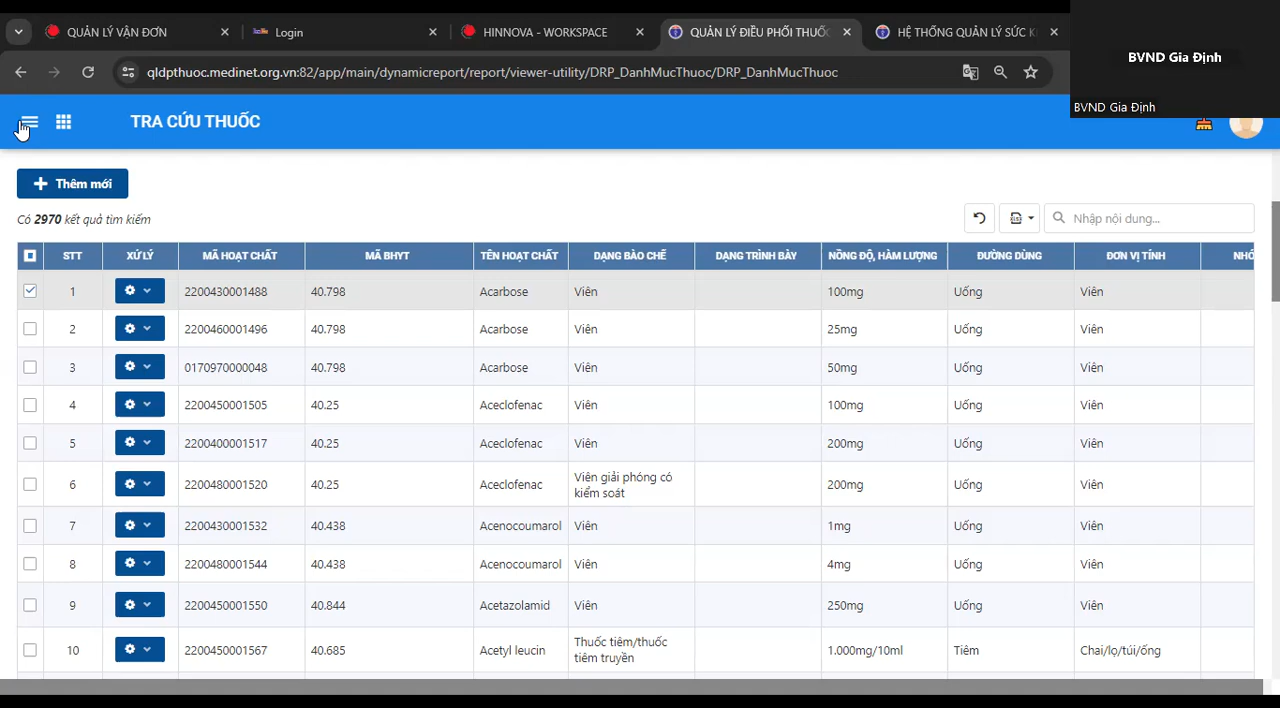 QUẢN LÝ VẬN ĐƠN
Login
HINNOVA - WORKSPACE
QUẢN LÝ ĐIỀU PHỐI THUỐC
HỆ THỐNG QUẢN LÝ SỨC K
qldpthuoc.medinet.org.vn:82/app/main/dynamicreport/report/viewer-utility/DRP_DanhMucThuoc/DRP_DanhMucThuoc
BVND Gia Định
BVND Gia Định
TRA CỨU THUỐC
Thêm mới
Có 2970 kết quả tìm kiếm
Nhập nội dung...
STT XỬ LÝ MÃ HOẠT CHẤT MÃ BHYT TÊN HOẠT CHẤT DẠNG BÀO CHẾ DẠNG TRÌNH BÀY NỒNG ĐỘ, HÀM LƯỢNG ĐƯỜNG DÙNG ĐƠN VỊ TÍNH NHÓ
1 2200430001488 40.798 Acarbose Viên 100mg Uống Viên
2 2200460001496 40.798 Acarbose Viên 25mg Uống Viên
3 0170970000048 40.798 Acarbose Viên 50mg Uống Viên
4 2200450001505 40.25 Aceclofenac Viên 100mg Uống Viên
5 2200400001517 40.25 Aceclofenac Viên 200mg Uống Viên
6 2200480001520 40.25 Aceclofenac Viên giải phóng có kiểm soát 200mg Uống Viên
7 2200430001532 40.438 Acenocoumarol Viên 1mg Uống Viên
8 2200480001544 40.438 Acenocoumarol Viên 4mg Uống Viên
9 2200450001550 40.844 Acetazolamid Viên 250mg Uống Viên
10 2200450001567 40.685 Acetyl leucin Thuốc tiêm/thuốc tiêm truyền 1.000mg/10ml Tiêm Chai/lọ/túi/ống